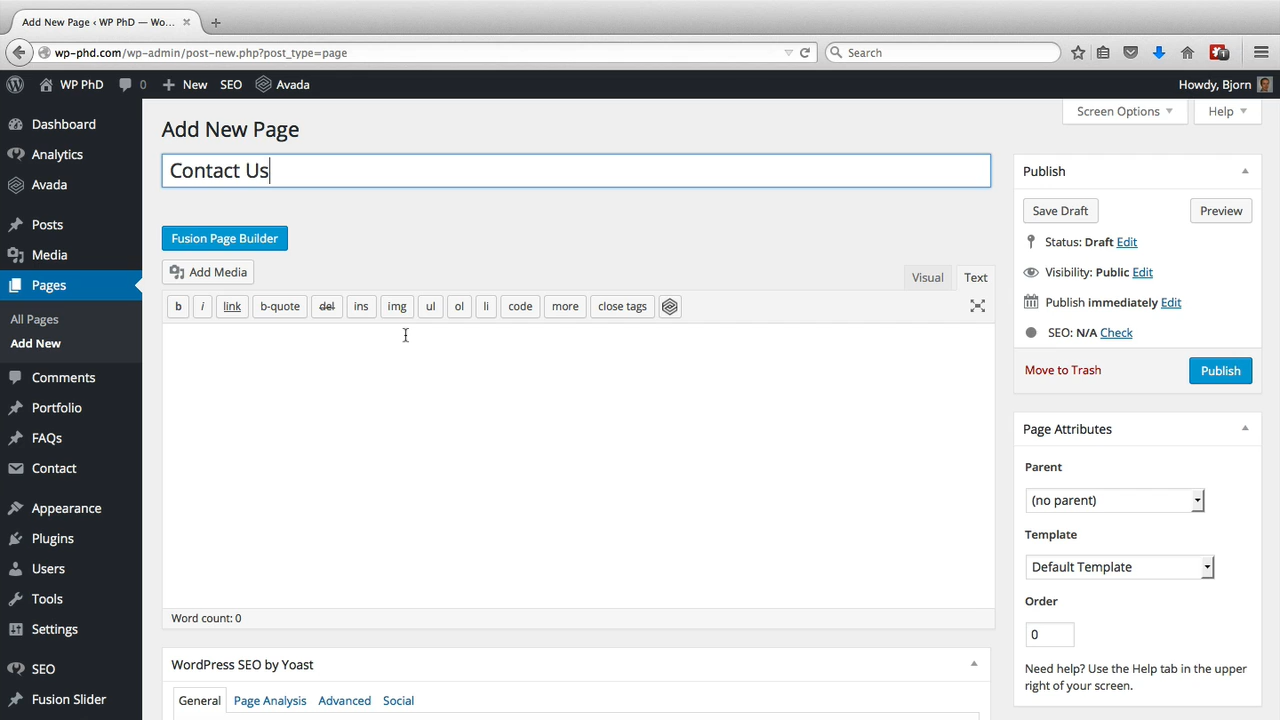 Add New Page ‹ WP PhD — Wo...
wp-phd.com/wp-admin/post-new.php?post_type=page
Search
1
WP PhD
0
New
SEO
Avada
Howdy, Bjorn
Dashboard
Analytics
Avada
Posts
Media
Pages
All Pages
Add New
Comments
Portfolio
FAQs
Contact
Appearance
Plugins
Users
Tools
Settings
SEO
Fusion Slider
Screen Options
Help
Add New Page
Contact Us
Fusion Page Builder
Add Media
Visual
Text
b
i
link
b-quote
del
ins
img
ul
ol
li
code
more
close tags
Word count: 0
WordPress SEO by Yoast
General
Page Analysis
Advanced
Social
Publish
Save Draft
Preview
Status: Draft Edit
Visibility: Public Edit
Publish immediately Edit
SEO: N/A Check
Move to Trash
Publish
Page Attributes
Parent
(no parent)
Template
Default Template
Order
0
Need help? Use the Help tab in the upper
right of your screen.